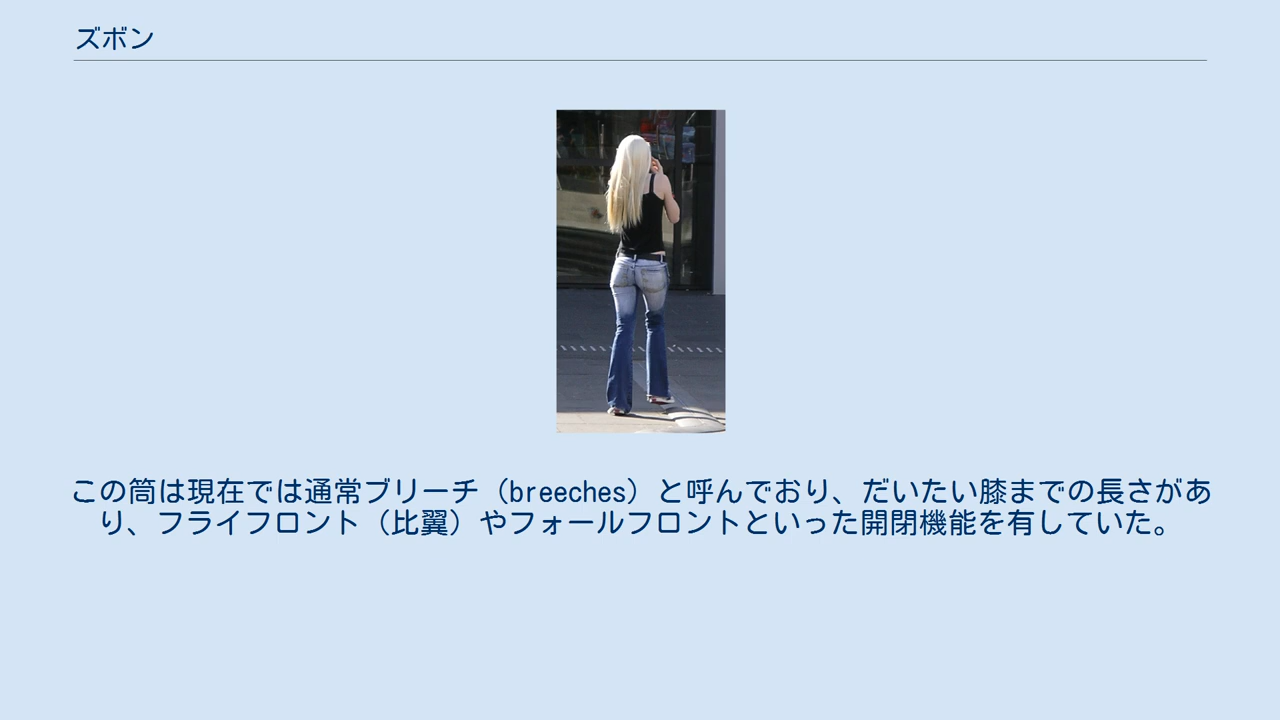 ズボン
この筒は現在では通常ブリーチ（breeches）と呼んでおり、だいたい膝までの長さがあ
り、フライフロント（比翼）やフォールフロントといった開閉機能を有していた。